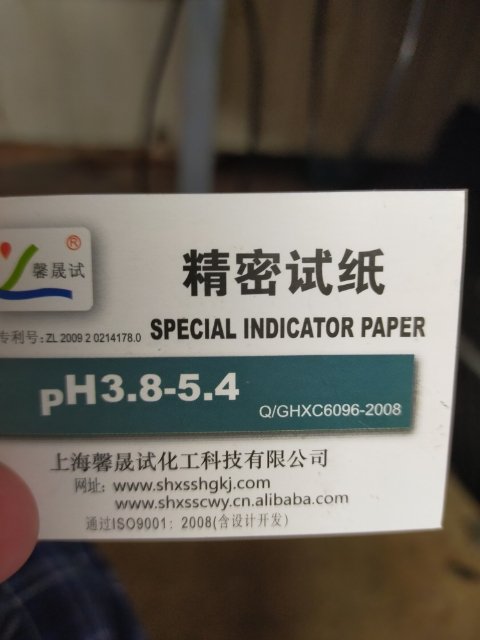 ®
馨晟试
精密试纸
专利号: ZL 2009 2 0214178.0 SPECIAL INDICATOR PAPER
pH3.8-5.4
Q/GHXC6096-2008
上海馨晟试化工科技有限公司
网址: www.shxsshgkj.com
www.shxsscwy.cn.alibaba.com
通过ISO9001: 2008(含设计开发)